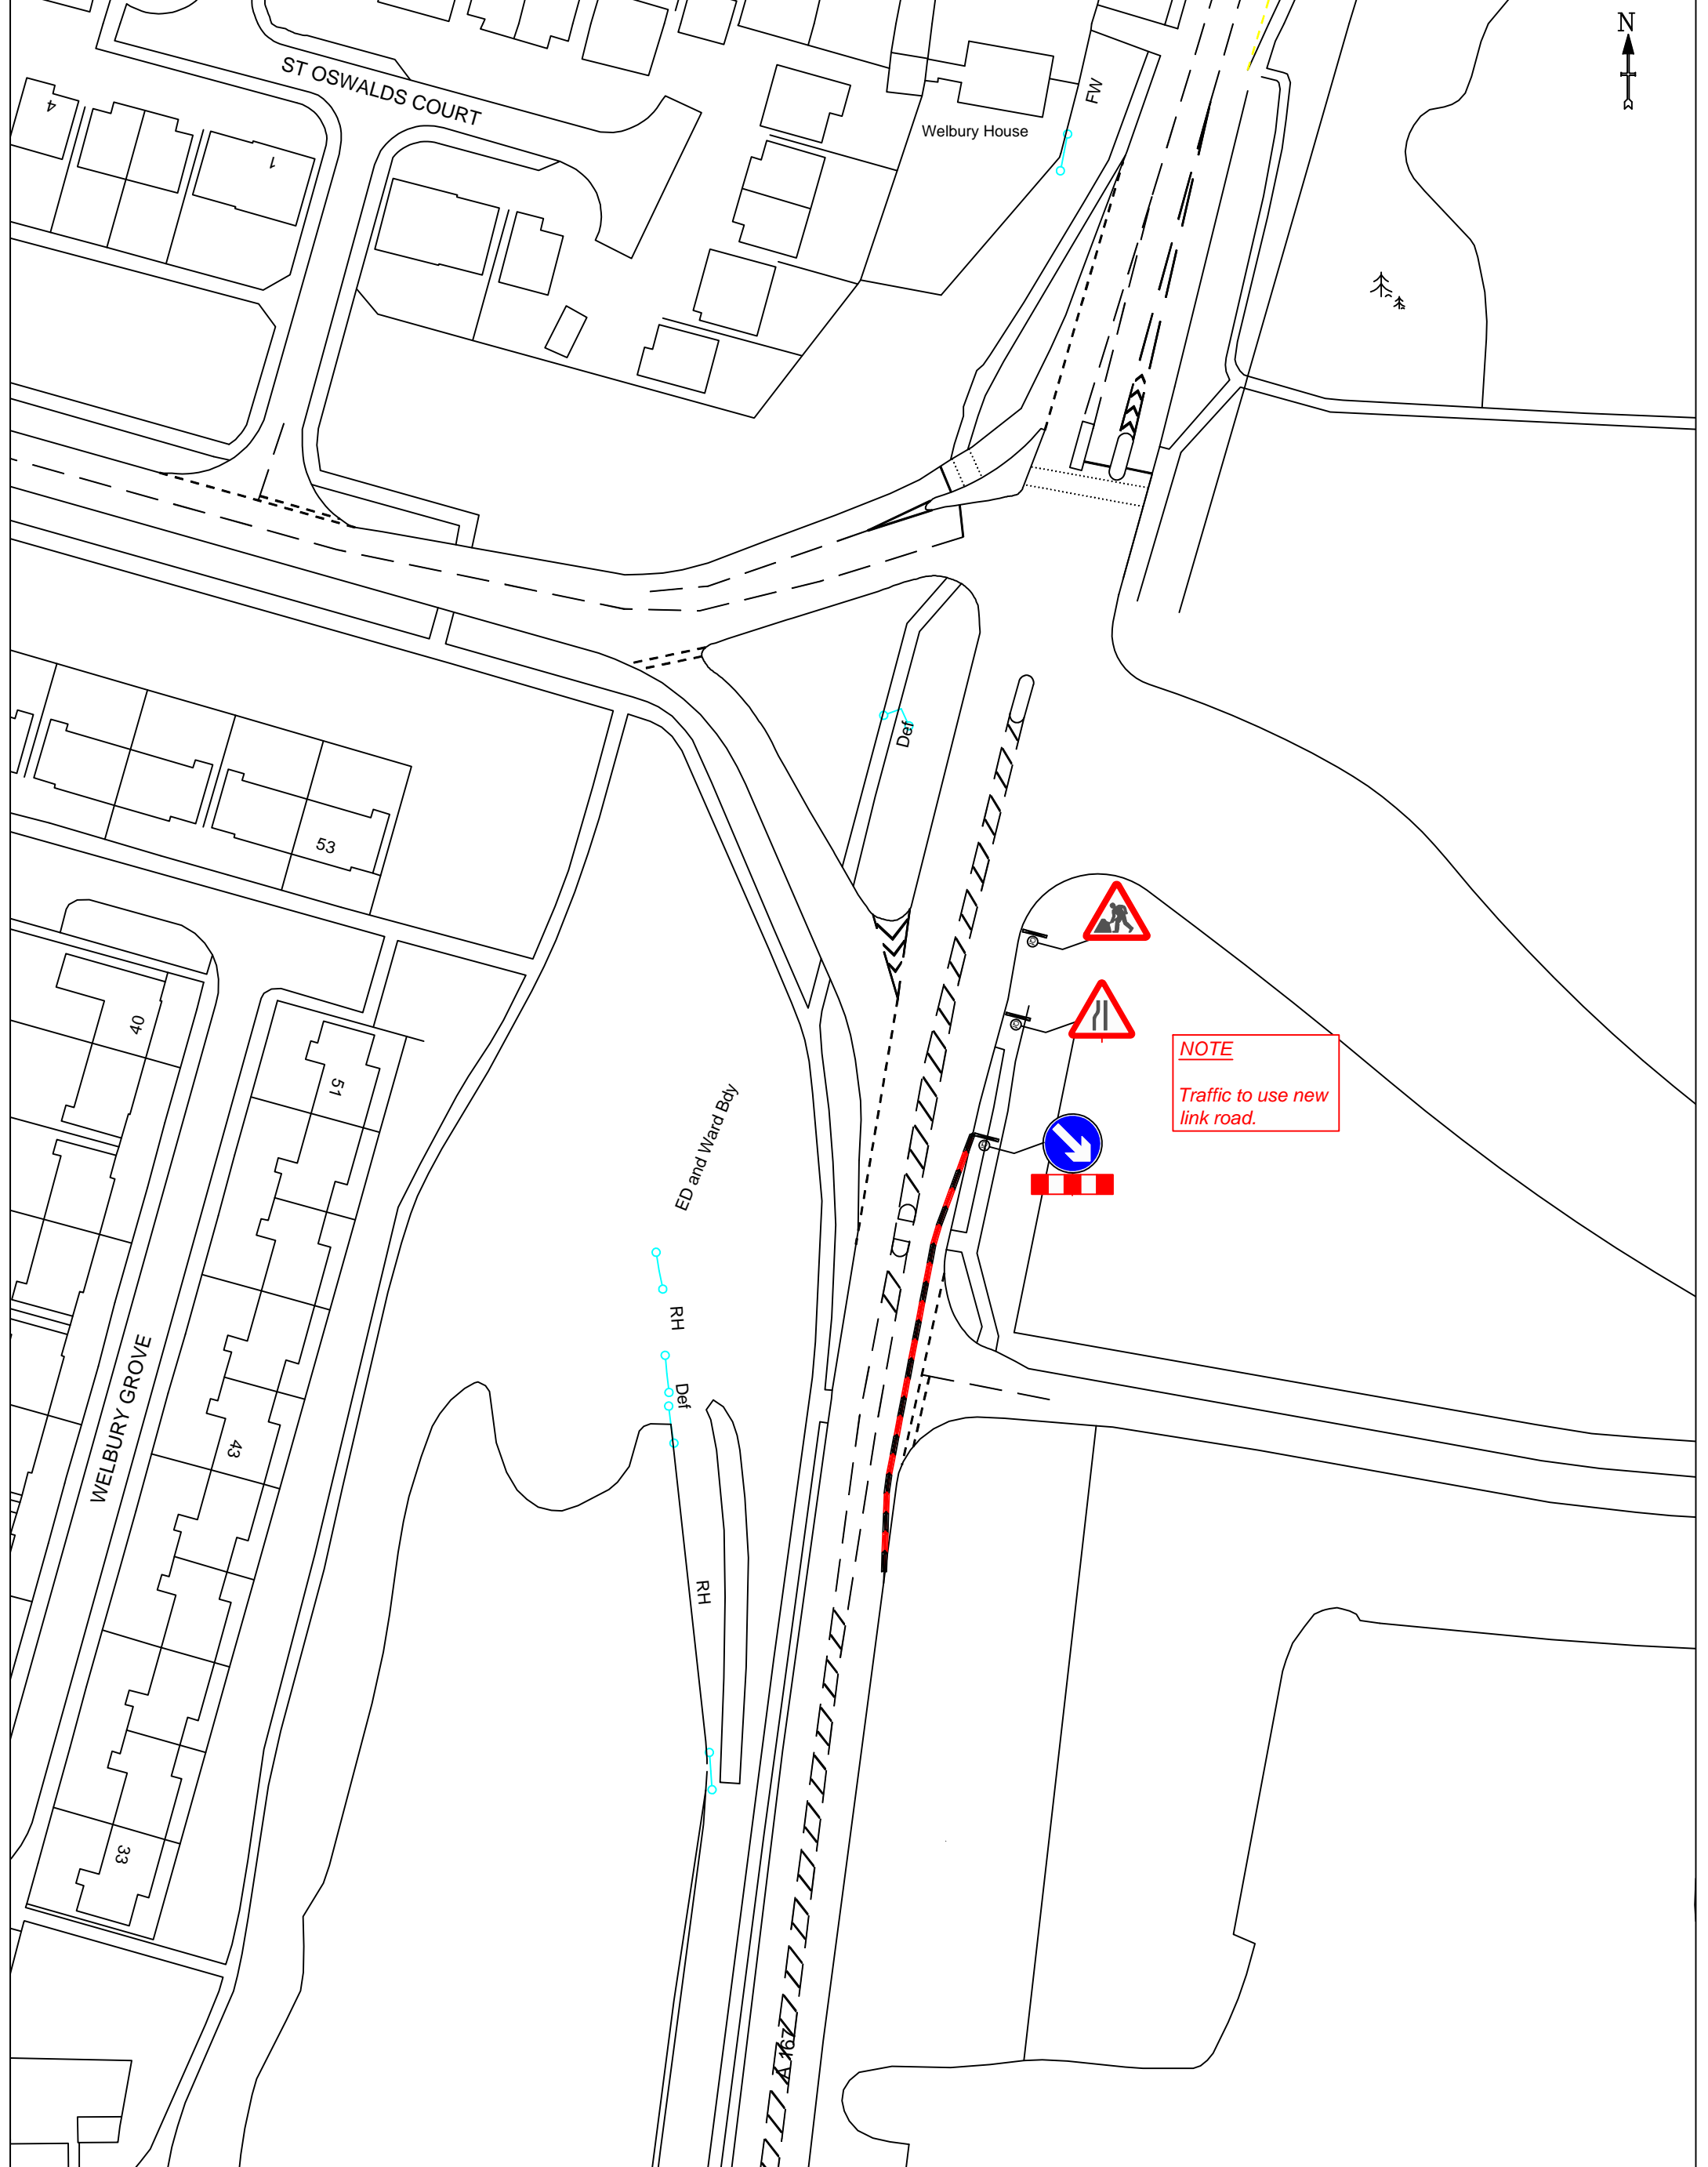 N
ST OSWALDS COURT
FW
Welbury House
4
1
Def
53
40
51
NOTE
Traffic to use new
link road.
ED and Ward Bdy
RH
Def
WELBURY GROVE
43
RH
33
A 167